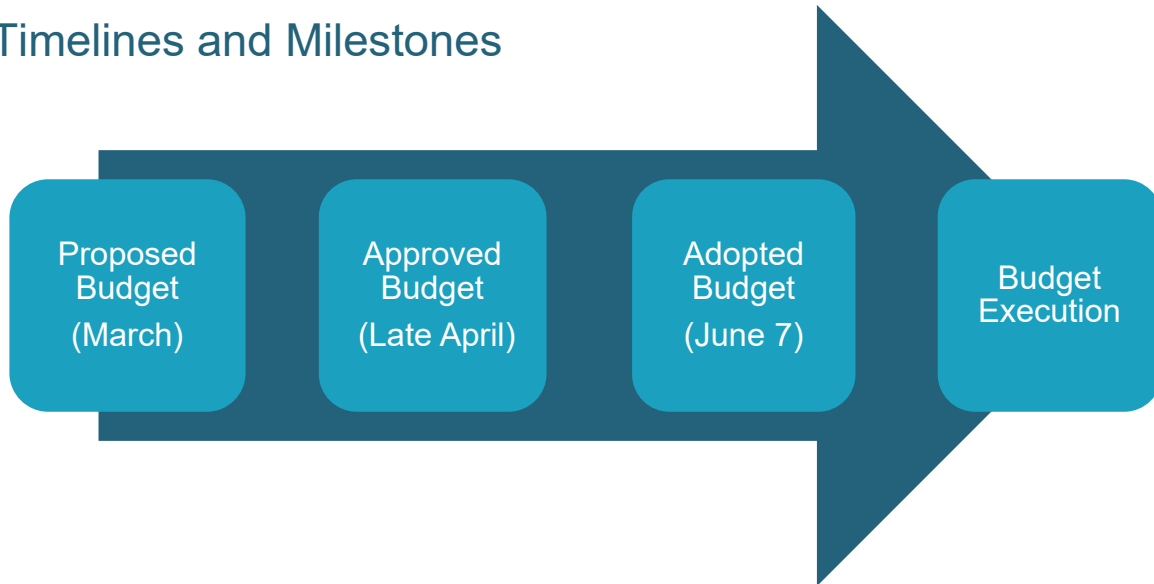 Timelines and Milestones
Proposed
Budget
(March)
Approved
Budget
(Late April)
Adopted
Budget
(June 7)
Budget
Execution